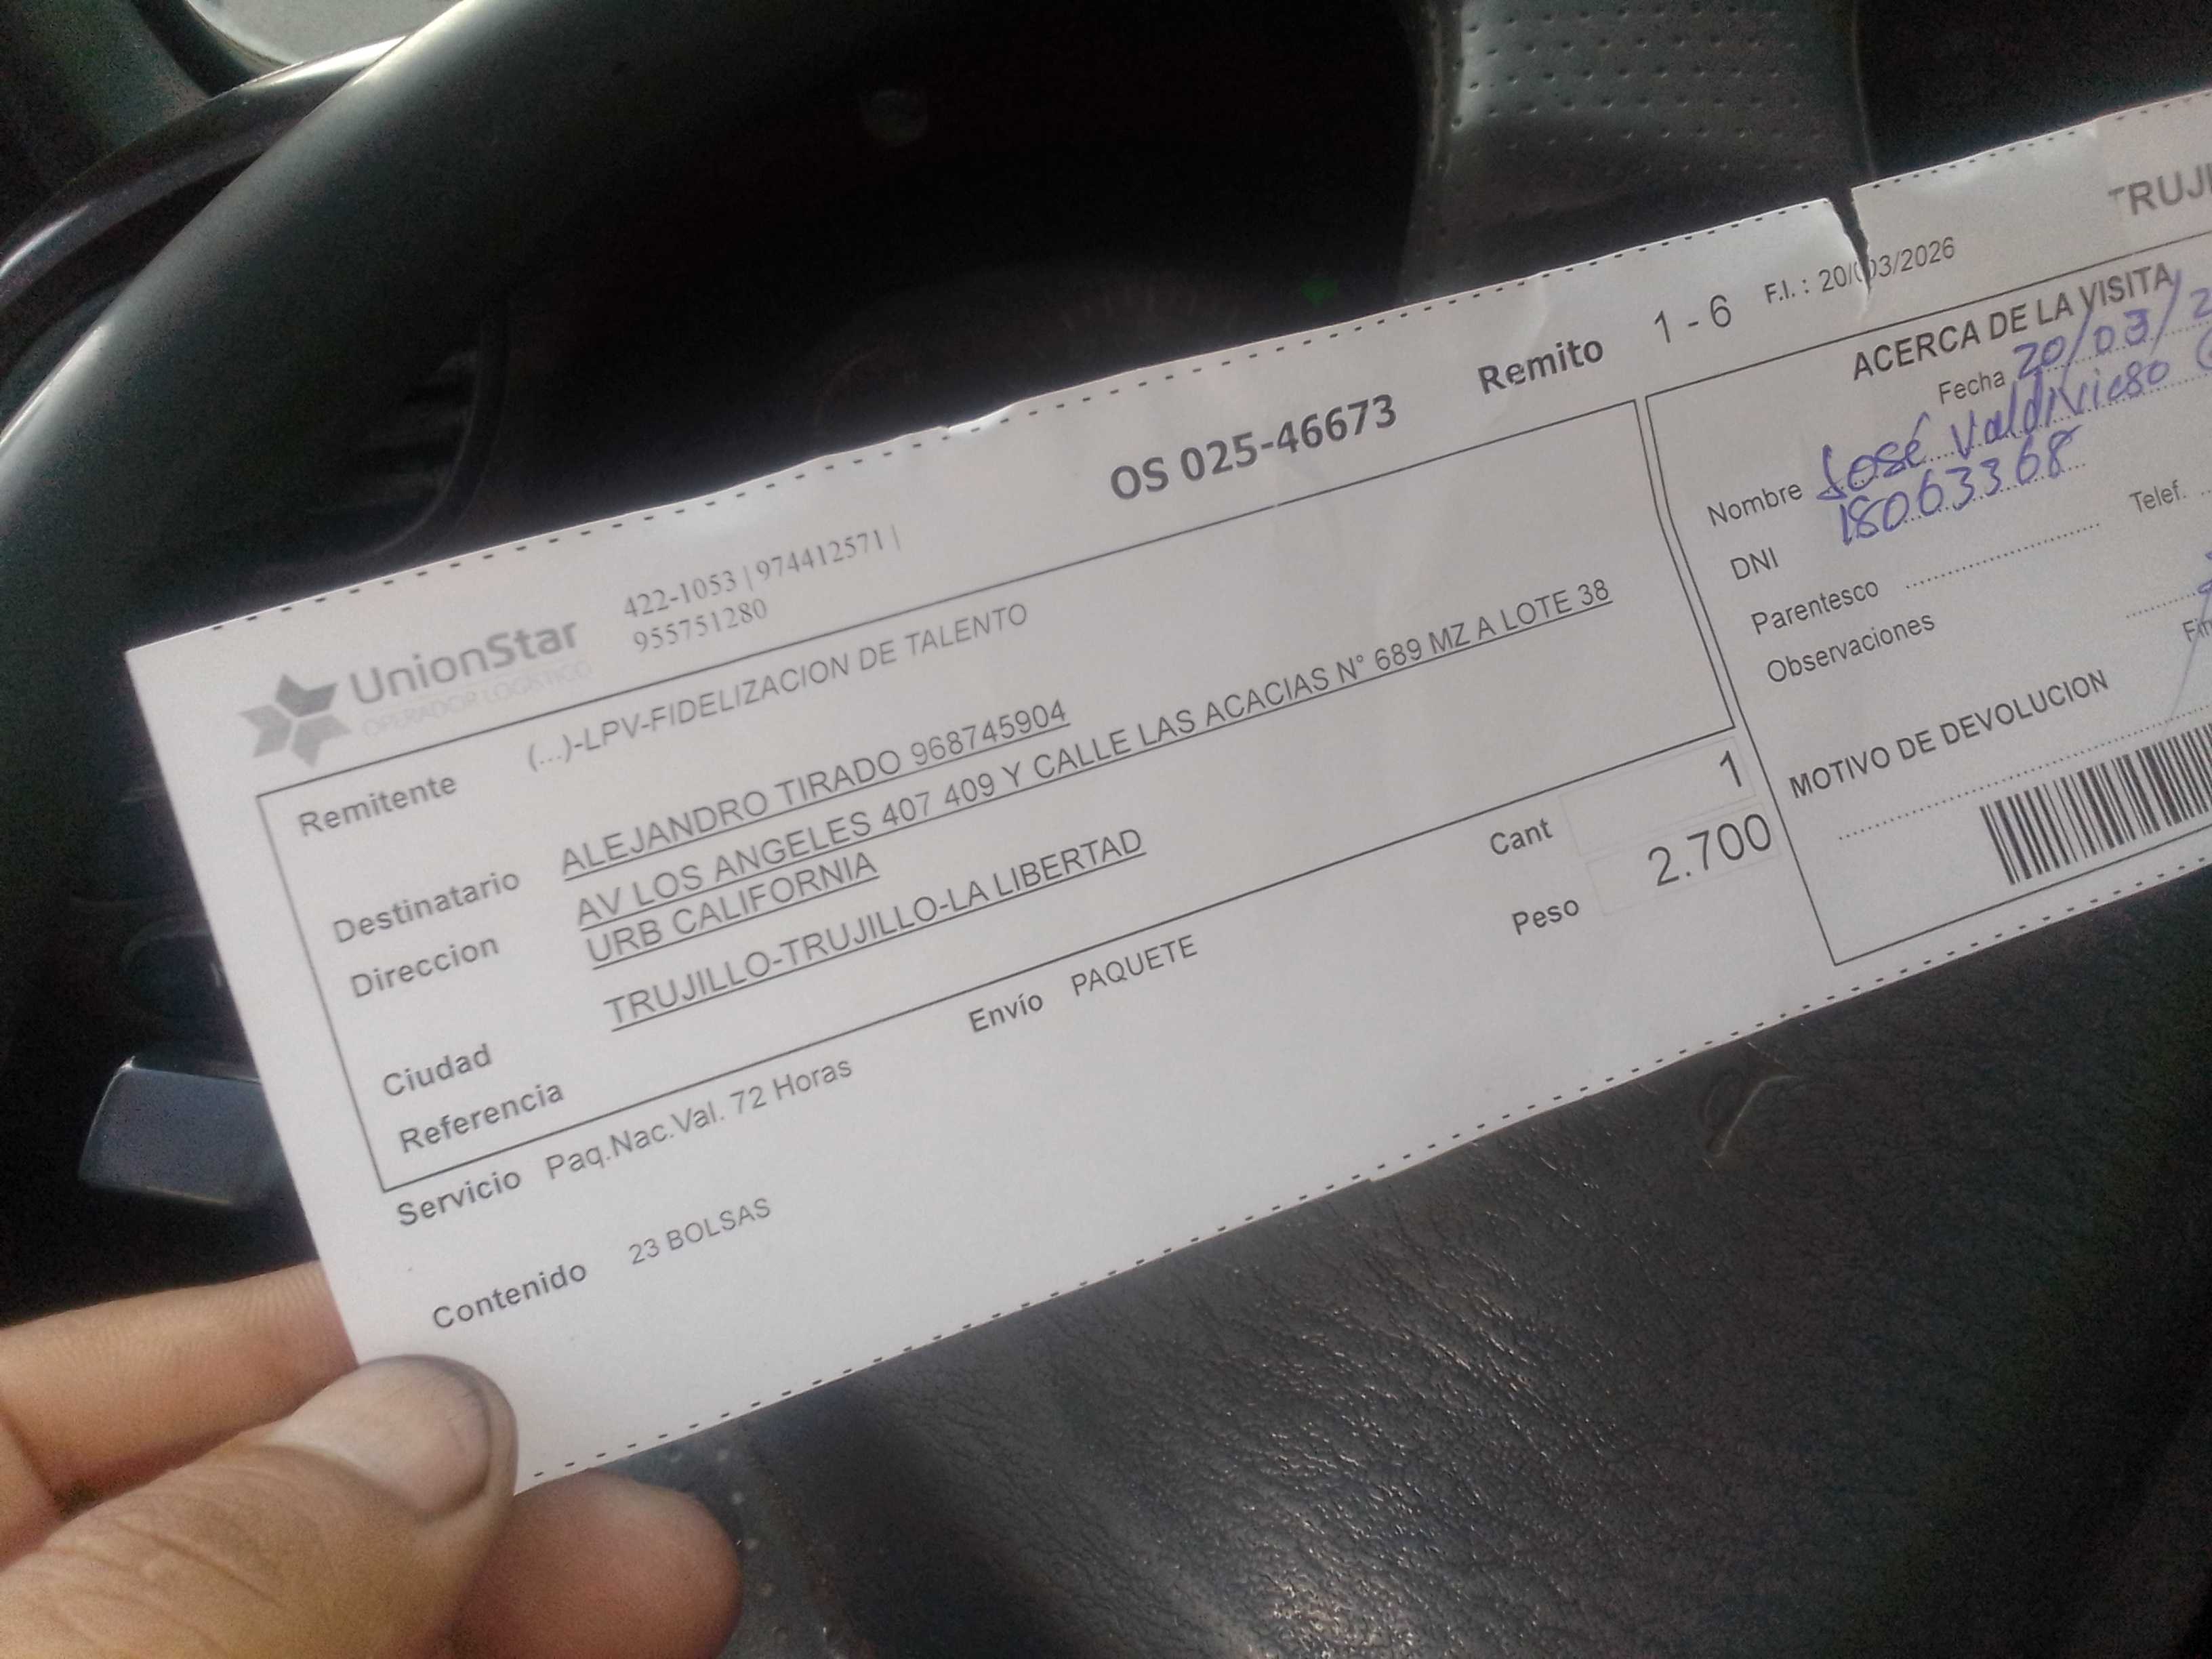 UnionStar
OPERADOR LOGISTICO
422-1053 | 974412571 |
955751280
OS 025-46673
Remito 1 - 6
F.I. : 20/03/2026
Remitente (...)-LPV-FIDELIZACION DE TALENTO
Destinatario ALEJANDRO TIRADO 968745904
Direccion AV LOS ANGELES 407 409 Y CALLE LAS ACACIAS N° 689 MZ A LOTE 38
URB CALIFORNIA
Ciudad TRUJILLO-TRUJILLO-LA LIBERTAD
Referencia
Servicio Paq.Nac.Val. 72 Horas
Envío PAQUETE
Cant 1
Peso 2.700
Contenido 23 BOLSAS
ACERCA DE LA VISITA
Fecha 20/03/2
Nombre José Valdivieso
DNI 18063368
Parentesco
Telef.
Observaciones
MOTIVO DE DEVOLUCION